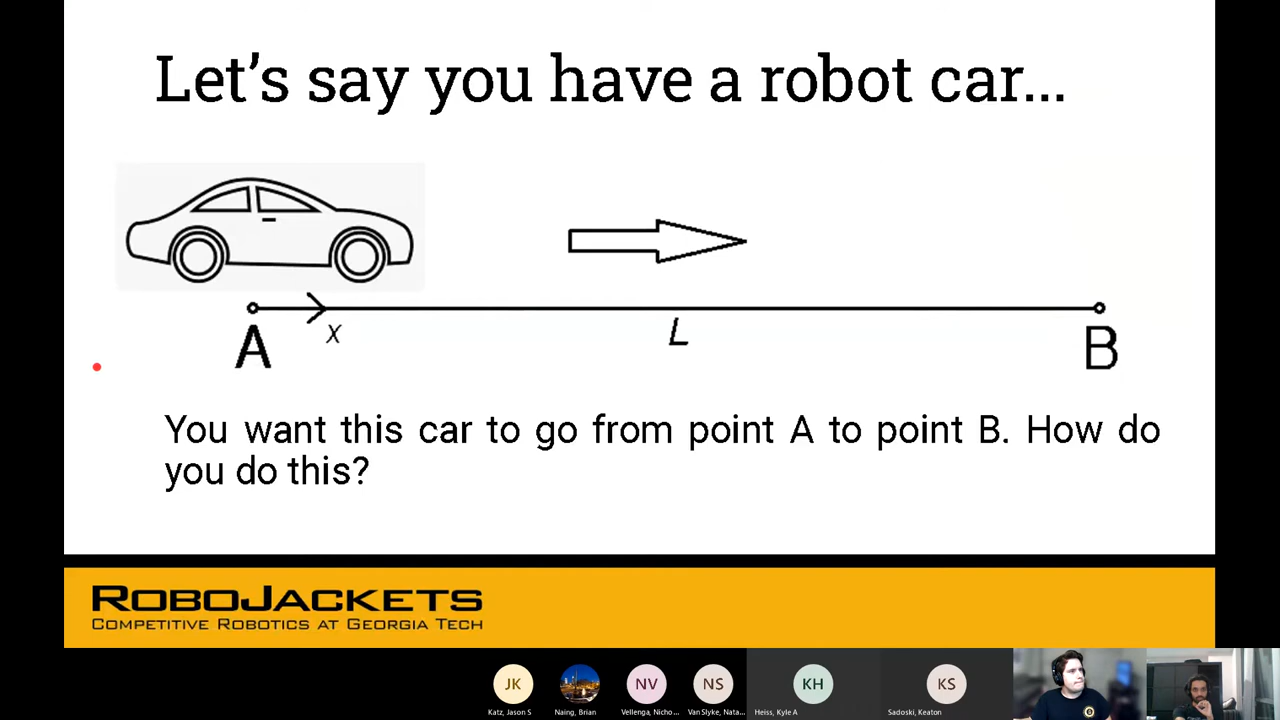 Let's say you have a robot car...
x
L
A
B
You want this car to go from point A to point B. How do
you do this?
ROBOJACKETS
COMPETITIVE ROBOTICS AT GEORGIA TECH
JK
NV
NS
KH
KS
Katz, Jason S
Naing, Brian
Vellenga, Nicho ...
Van Slyke, Nata...
Heiss, Kyle A
Sadoski, Keaton